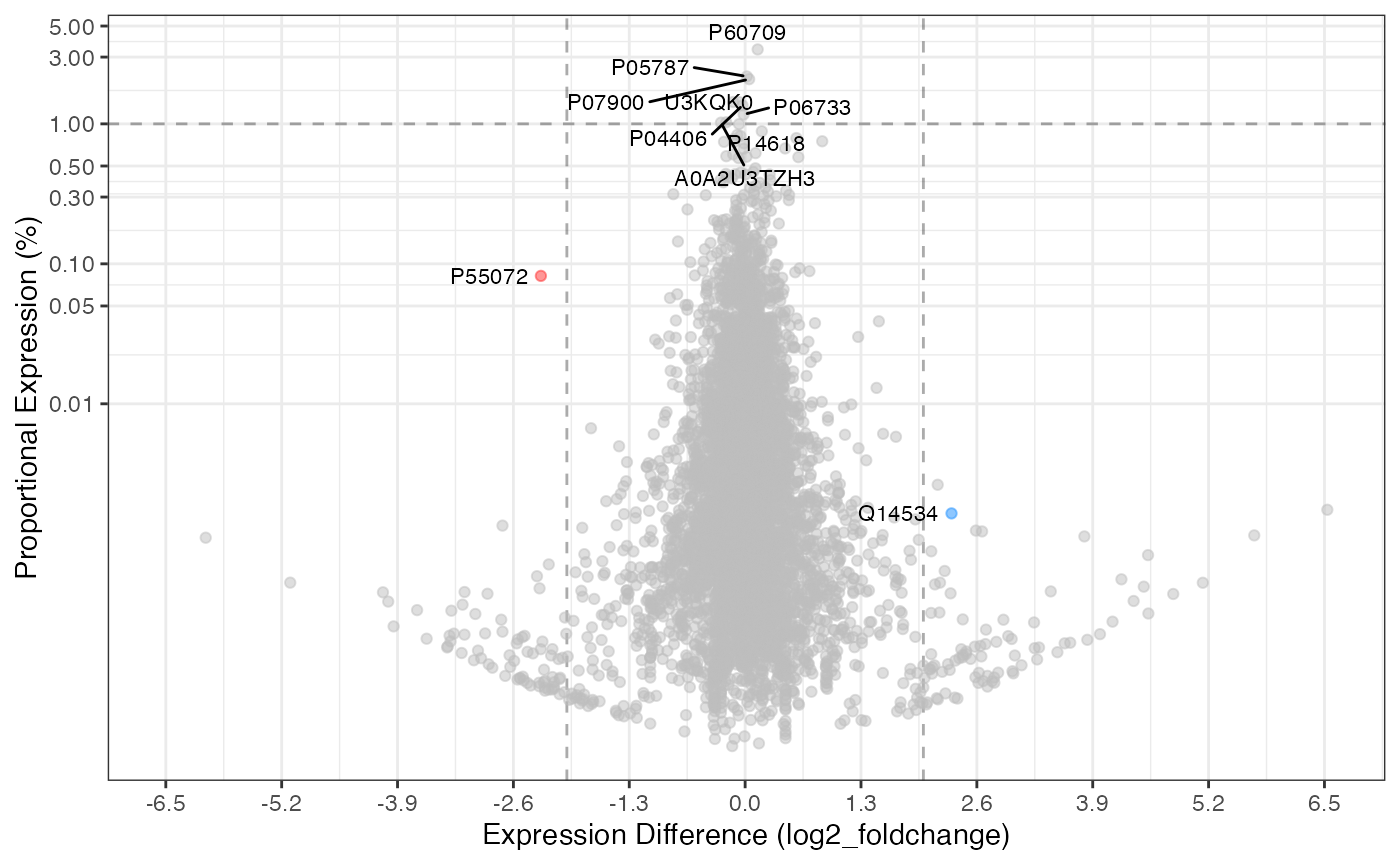 5.00
3.00
1.00
0.50
0.30
0.10
0.05
0.01
Proportional Expression (%)
P60709
P05787
P07900
U3KQK0
P06733
P04406
P14618
A0A2U3TZH3
P55072
Q14534
-6.5
-5.2
-3.9
-2.6
-1.3
0.0
1.3
2.6
3.9
5.2
6.5
Expression Difference (log2_foldchange)